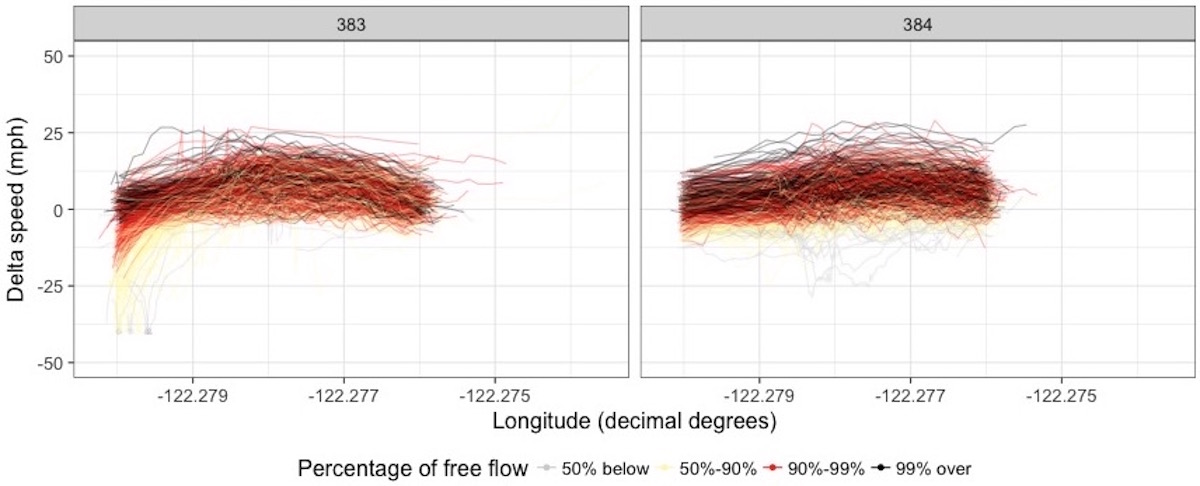 383 384
50
25
0
-25
-50
Delta speed (mph)
-122.279 -122.277 -122.275 -122.279 -122.277 -122.275
Longitude (decimal degrees)
Percentage of free flow 50% below 50%-90% 90%-99% 99% over